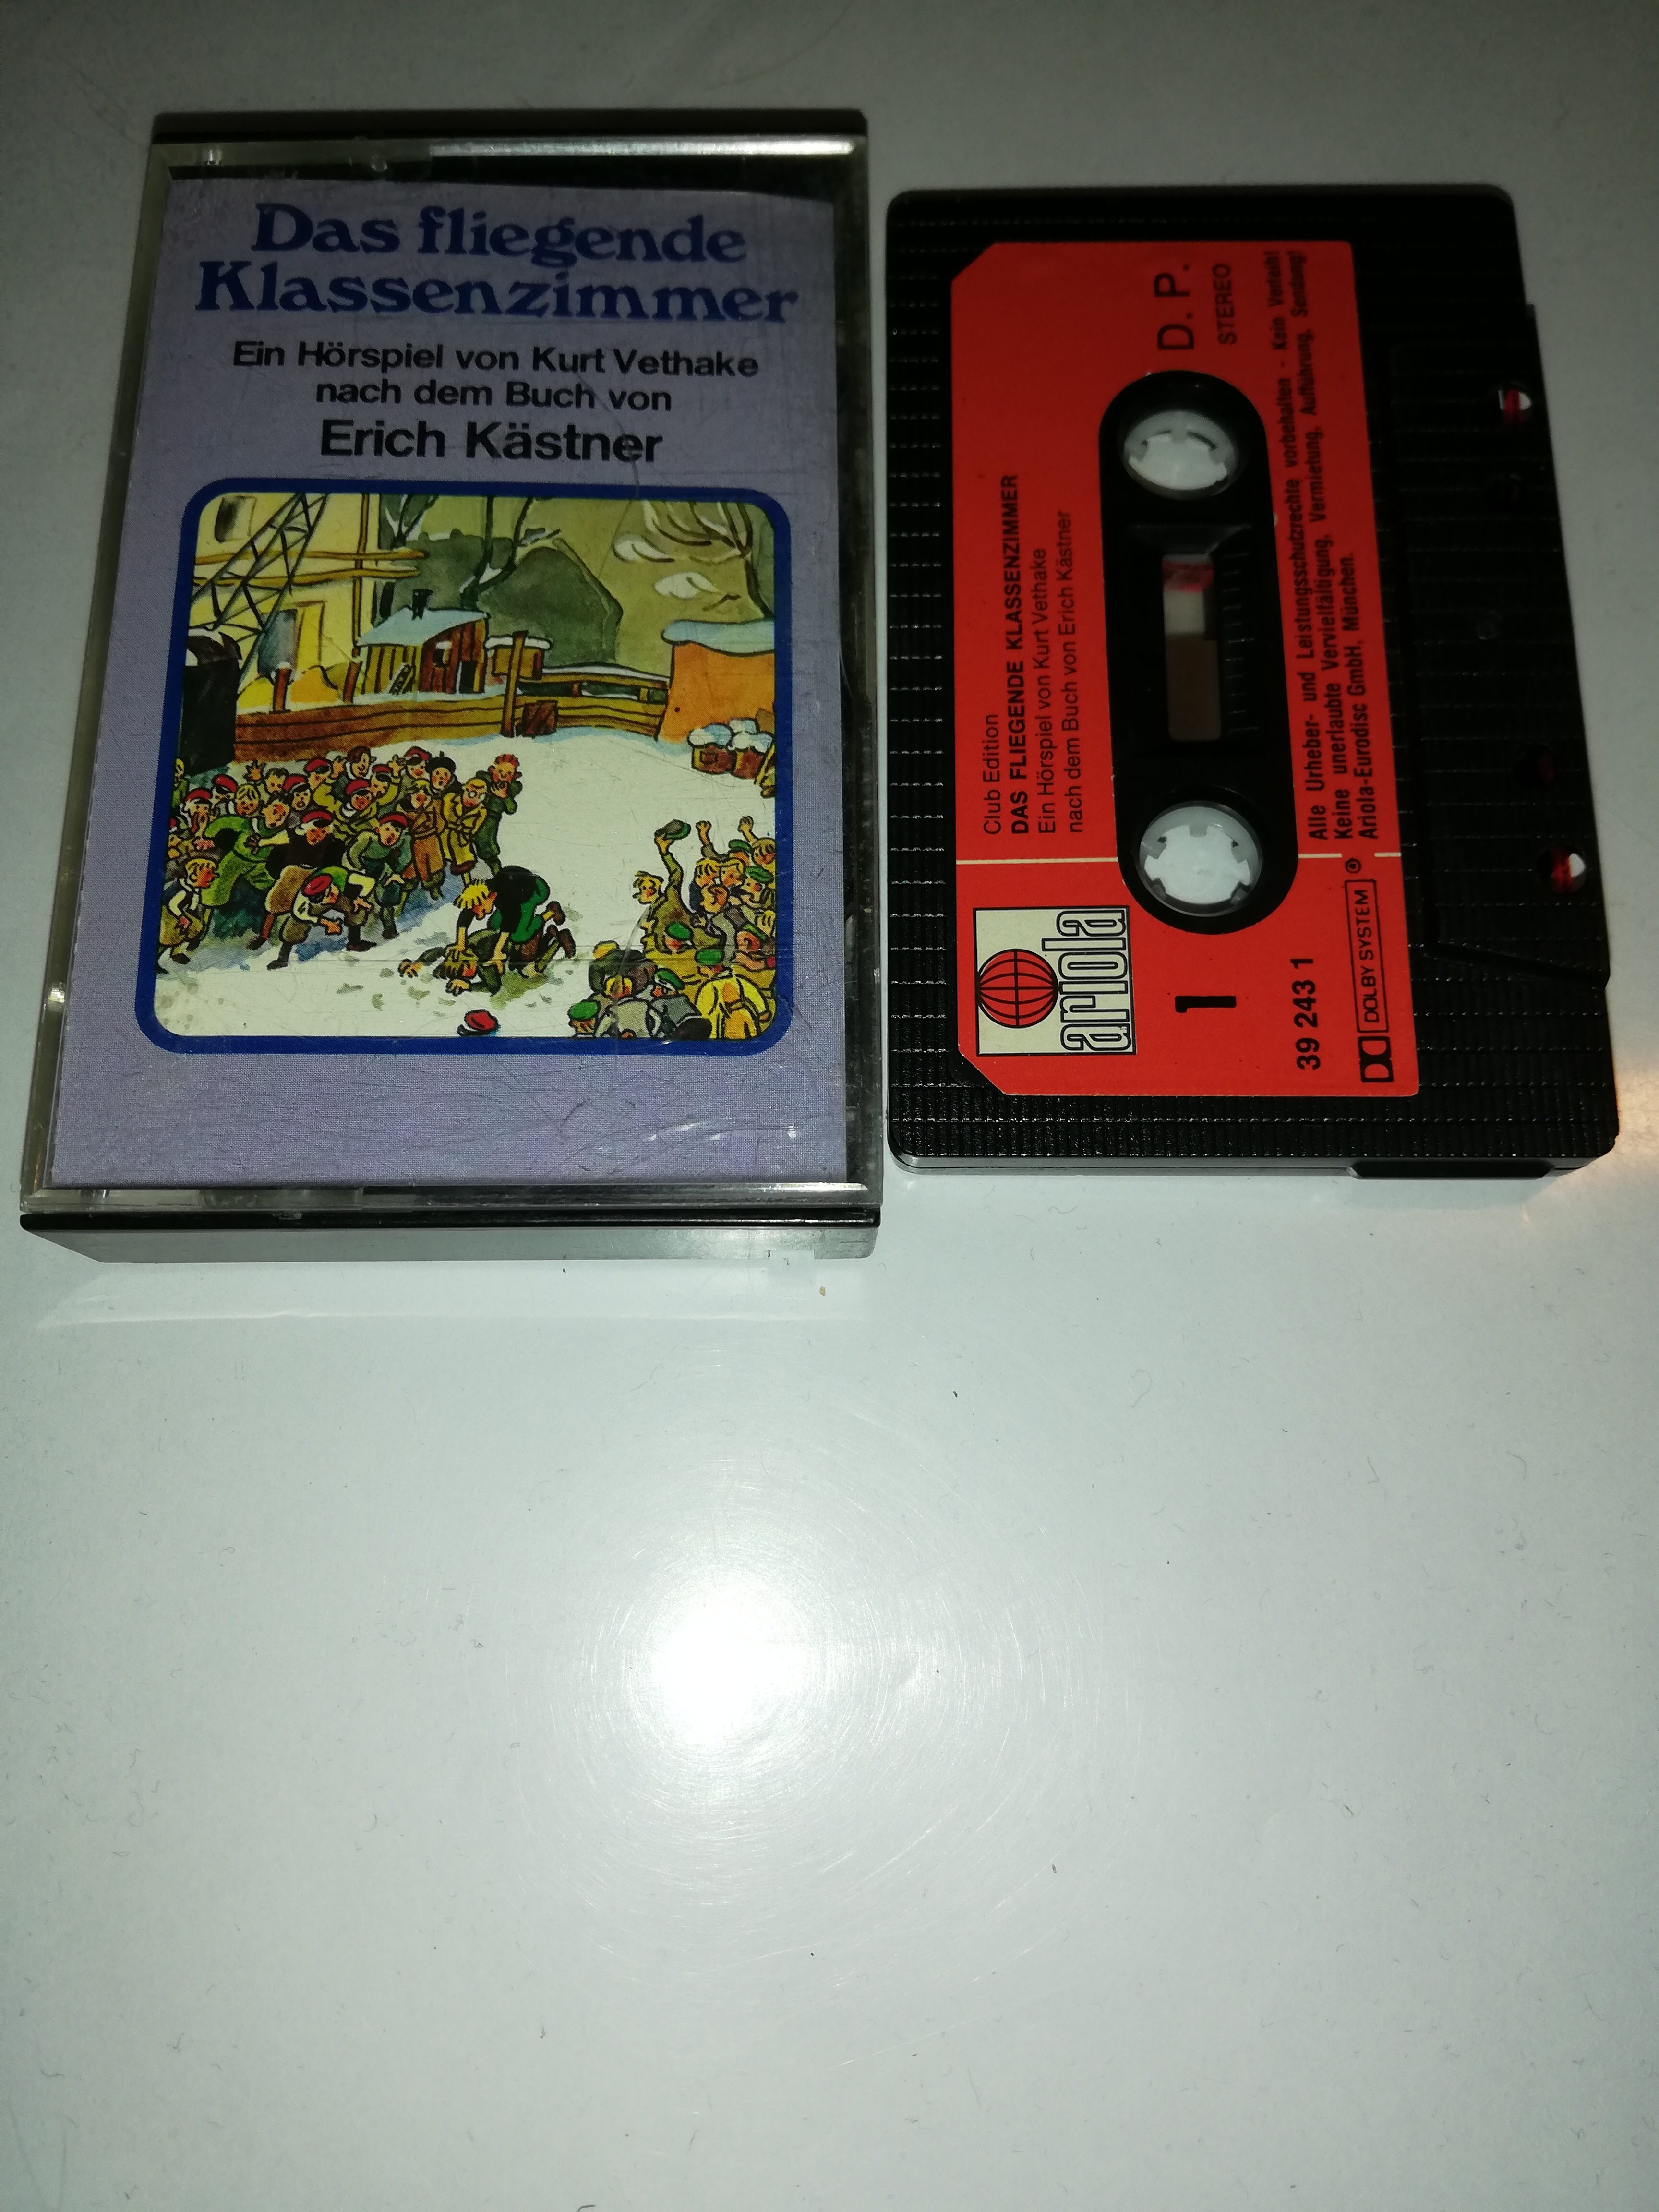 Das fliegende
Klassenzimmer
Ein Hörspiel von Kurt Vethake
nach dem Buch von
Erich Kästner
Club Edition
DAS FLIEGENDE KLASSENZIMMER
Ein Hörspiel von Kurt Vethake
nach dem Buch von Erich Kästner
ariola
1
D. P.
STEREO
39 243 1
Alle Urheber- und Leistungsschutzrechte vorbehalten - Kein Verleih!
Keine unerlaubte Vervielfältigung, Vermietung, Aufführung, Sendung!
Ariola-Eurodisc GmbH, München.
DOLBY SYSTEM ®